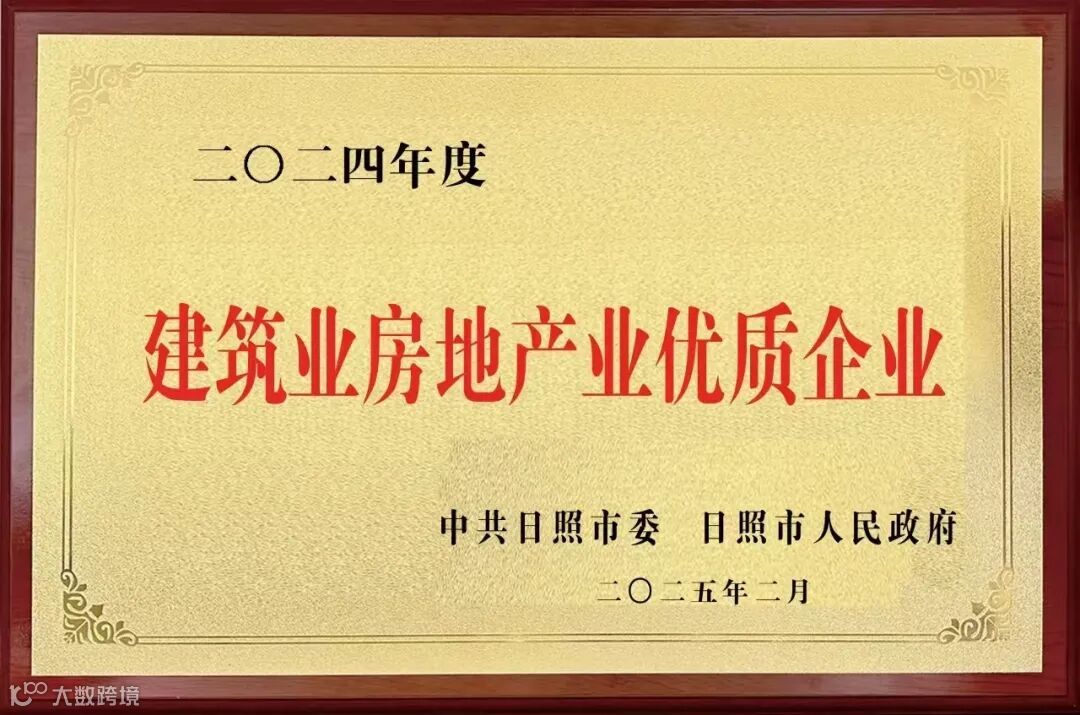 二〇二四年度
建筑业房地产业优质企业
中共日照市委 日照市人民政府
二〇二五年二月
大数跨境